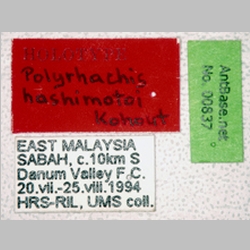 HOLOTYPE
Polyrhachis
hashimotoi
Kohout
EAST MALAYSIA
SABAH, c.10km S
Danum Valley F.C.
20.vii.-25.viii.1994
HRS-RIL, UMS coll.
AntBase.net
No. 00837